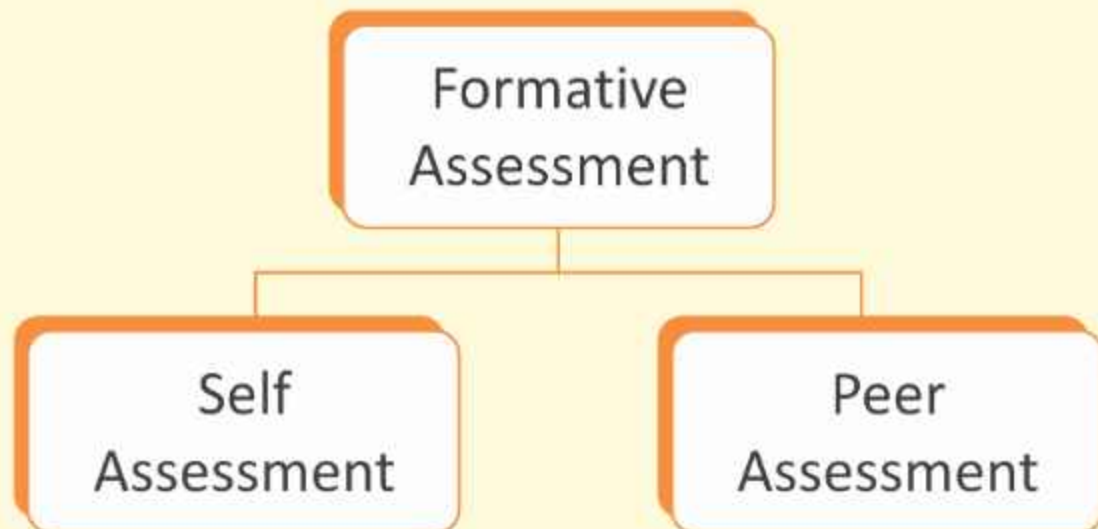 Formative
Assessment
Self
Assessment
Peer
Assessment